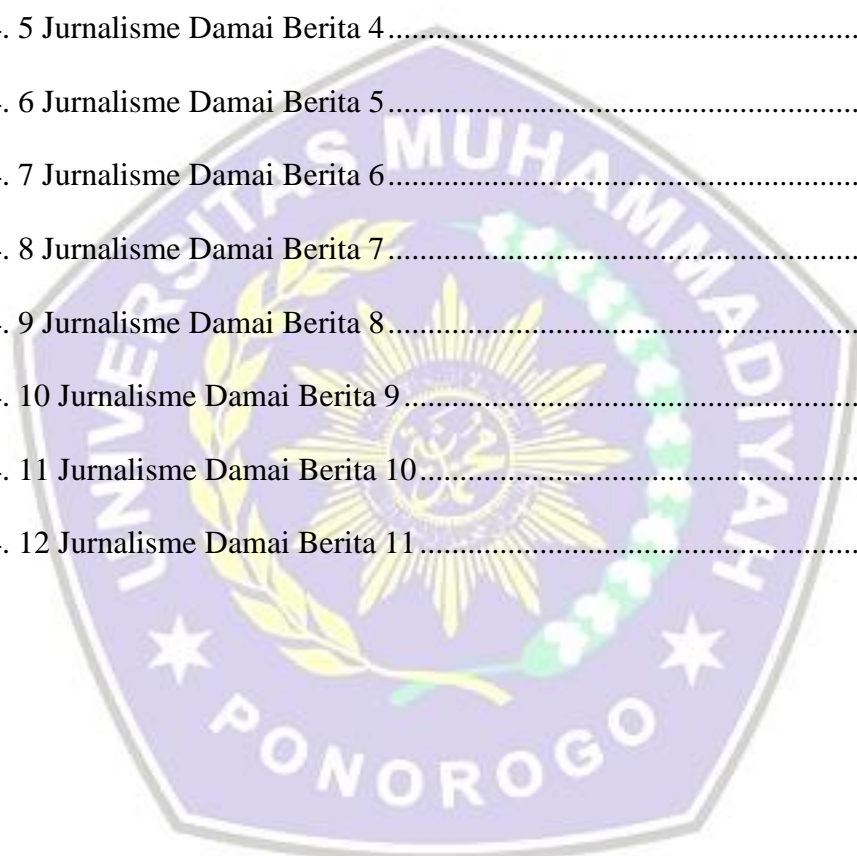 . 5 Jurnalisme Damai Berita 4
. 6 Jurnalisme Damai Berita 5
. 7 Jurnalisme Damai Berita 6
. 8 Jurnalisme Damai Berita 7
. 9 Jurnalisme Damai Berita 8
. 10 Jurnalisme Damai Berita 9
. 11 Jurnalisme Damai Berita 10
. 12 Jurnalisme Damai Berita 11
UNIVERSITAS MUHAMMADIYAH
PONOROGO